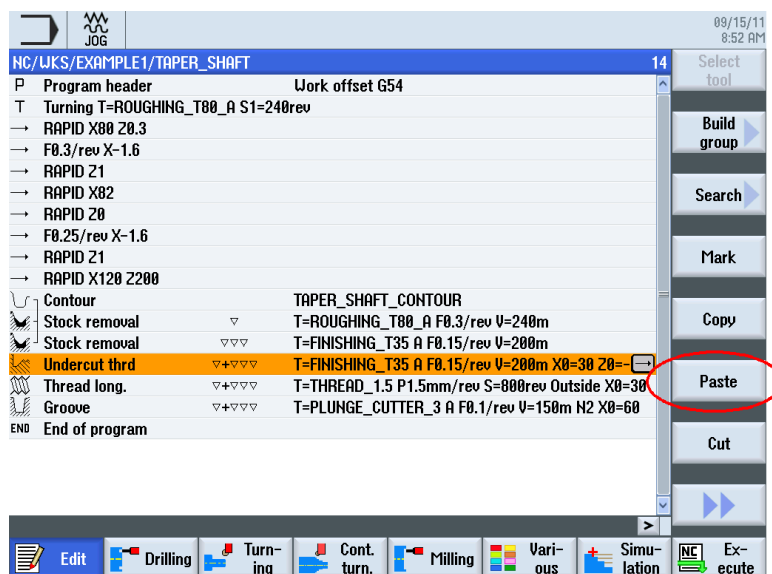 JOG
09/15/11
8:52 AM
NC/WKS/EXAMPLE1/TAPER_SHAFT 14
P Program header Work offset G54
T Turning T=ROUGHING_T80_A S1=240rev
→ RAPID X80 Z0.3
→ F0.3/rev X-1.6
→ RAPID Z1
→ RAPID X82
→ RAPID Z0
→ F0.25/rev X-1.6
→ RAPID Z1
→ RAPID X120 Z200
Contour TAPER_SHAFT_CONTOUR
Stock removal ▽ T=ROUGHING_T80_A F0.3/rev V=240m
Stock removal ▽▽▽ T=FINISHING_T35 A F0.15/rev V=200m
Undercut thrd ▽+▽▽▽ T=FINISHING_T35 A F0.15/rev V=200m X0=30 Z0=-→
Thread long. ▽+▽▽▽ T=THREAD_1.5 P1.5mm/rev S=800rev Outside X0=30
Groove ▽+▽▽▽ T=PLUNGE_CUTTER_3 A F0.1/rev V=150m N2 X0=60
END End of program
Select
tool
Build
group
Search
Mark
Copy
Paste
Cut
>
Edit
Drilling
Turn-
ing
Cont.
turn.
Milling
Vari-
ous
Simu-
lation
NC
Ex-
ecute